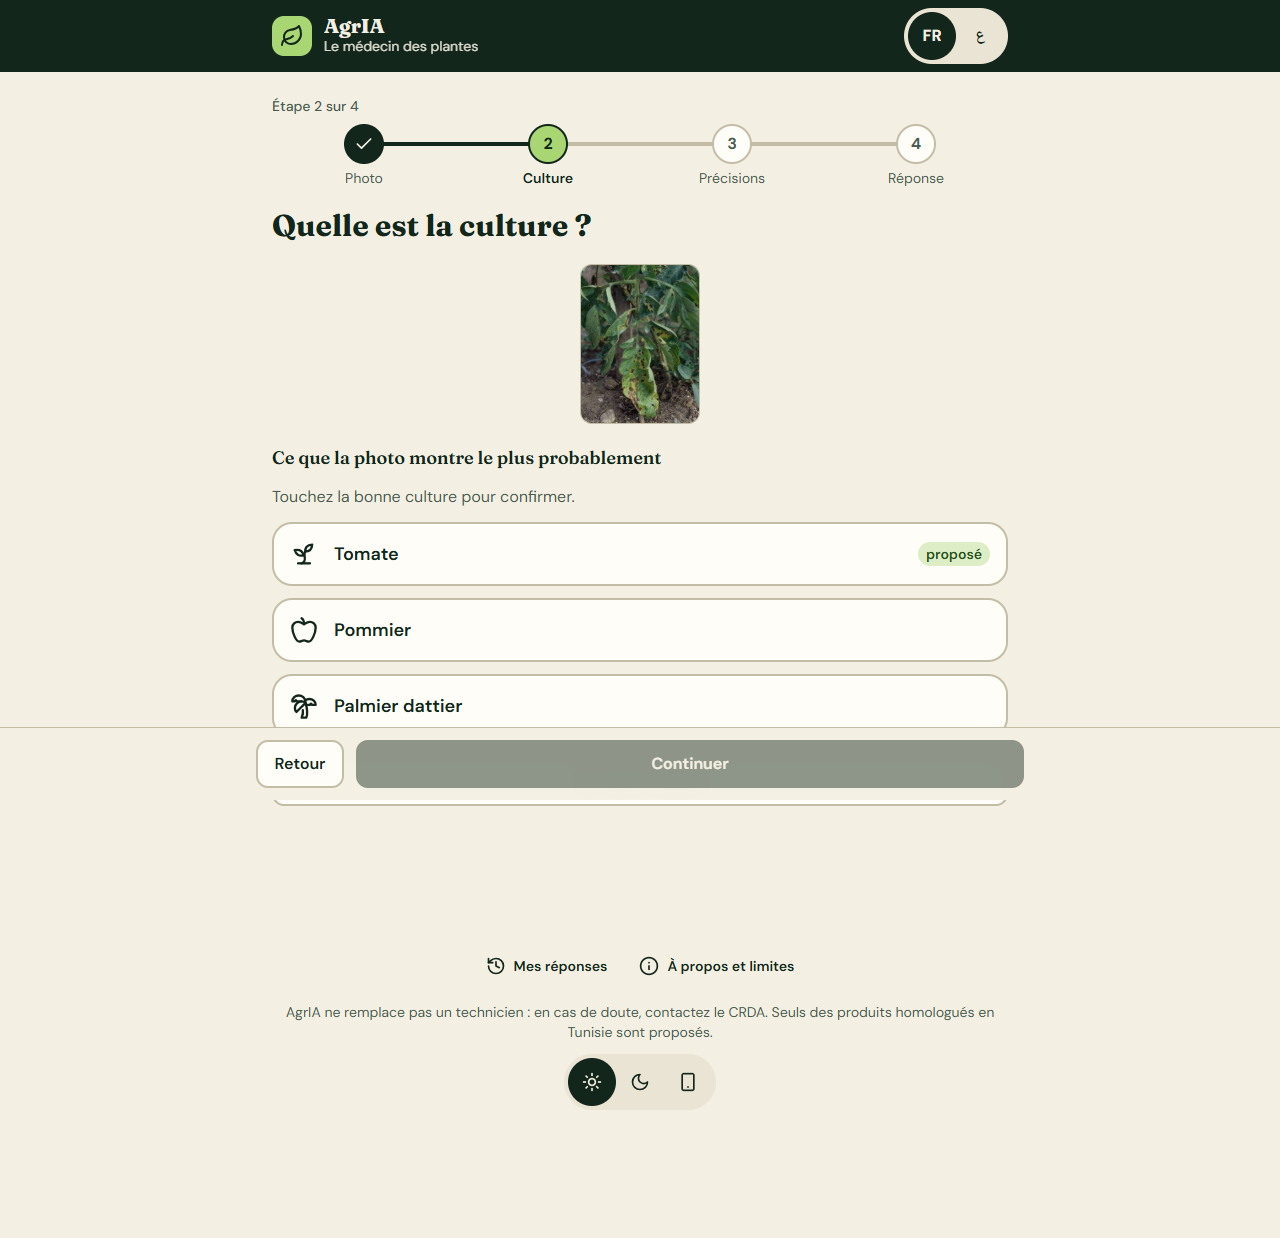 AgrIA
Le médecin des plantes
FR
ع
Étape 2 sur 4
2
3
4
Photo
Culture
Précisions
Réponse
Quelle est la culture ?
Ce que la photo montre le plus probablement
Touchez la bonne culture pour confirmer.
Tomate
proposé
Pommier
Palmier dattier
Retour
Continuer
Mes réponses
À propos et limites
AgrIA ne remplace pas un technicien : en cas de doute, contactez le CRDA. Seuls des produits homologués en
Tunisie sont proposés.